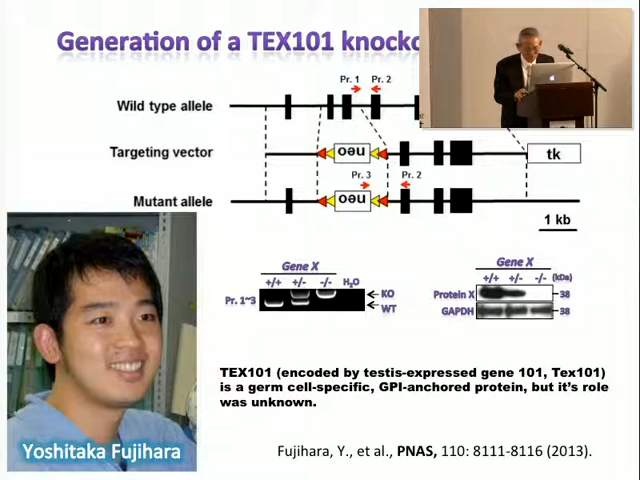 Generation of a TEX101 knocko
Pr. 1 Pr. 2
Wild type allele
Targeting vector
neo
tk
Pr. 3 Pr. 2
Mutant allele
neo
1 kb
Gene X
+/+ +/- -/- H2O
Pr. 1~3
KO
WT
Gene X
+/+ +/- -/- (kDa)
Protein X 38
GAPDH 38
TEX101 (encoded by testis-expressed gene 101, Tex101)
is a germ cell-specific, GPI-anchored protein, but it's role
was unknown.
Yoshitaka Fujihara
Fujihara, Y., et al., PNAS, 110: 8111-8116 (2013).